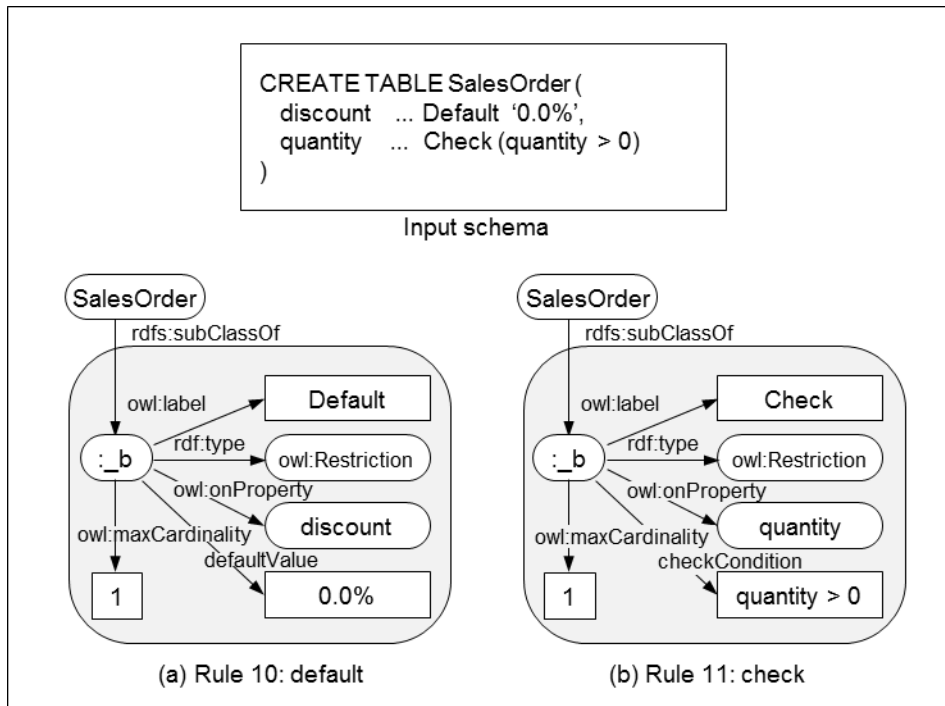 CREATE TABLE SalesOrder (
discount ... Default ‘0.0%’,
quantity ... Check (quantity > 0)
)
Input schema
SalesOrder
rdfs:subClassOf
owl:label
Default
rdf:type
:_b
owl:Restriction
owl:onProperty
discount
owl:maxCardinality
defaultValue
1
0.0%
(a) Rule 10: default
SalesOrder
rdfs:subClassOf
owl:label
Check
rdf:type
:_b
owl:Restriction
owl:onProperty
quantity
owl:maxCardinality
checkCondition
1
quantity > 0
(b) Rule 11: check